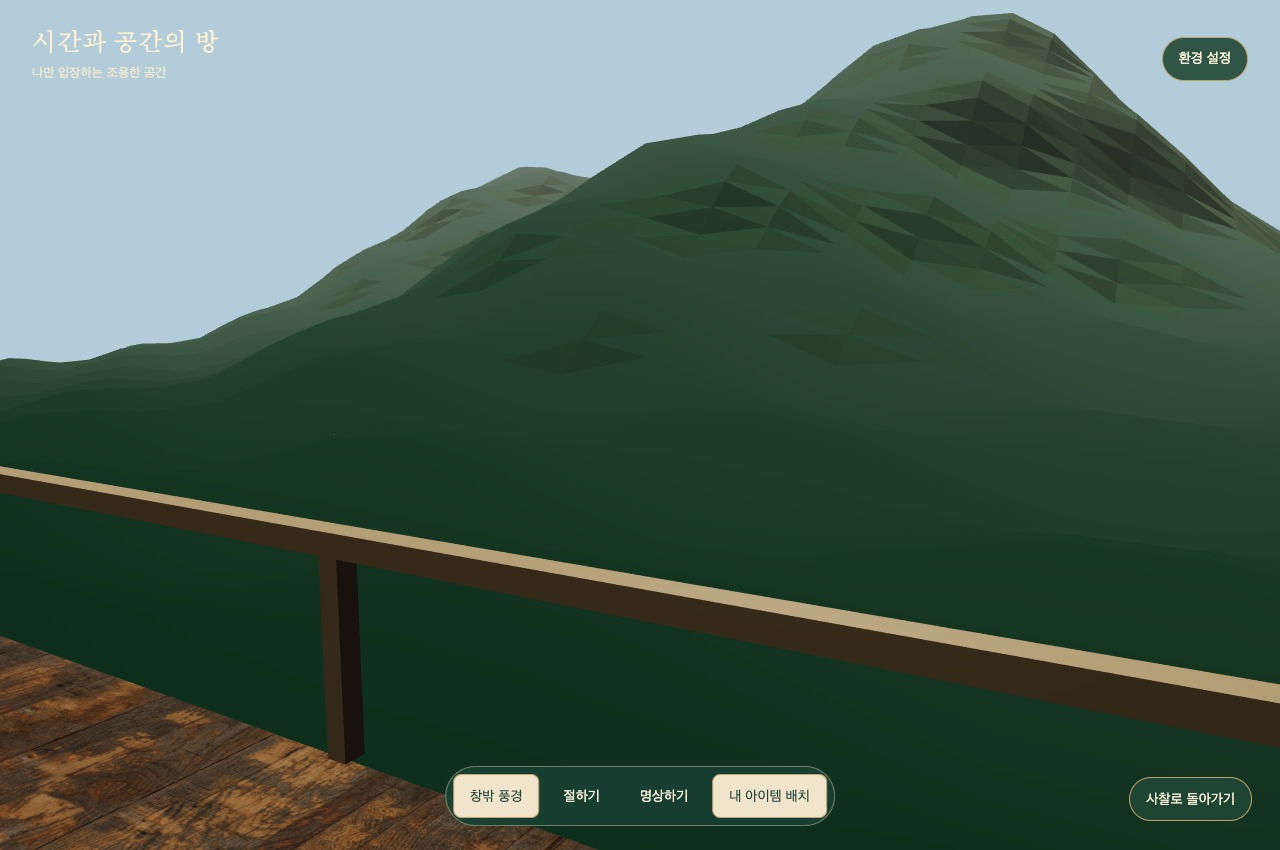 시간과 공간의 방
나만 입장하는 조용한 공간
환경 설정
창밖 풍경
절하기
명상하기
내 아이템 배치
사찰로 돌아가기